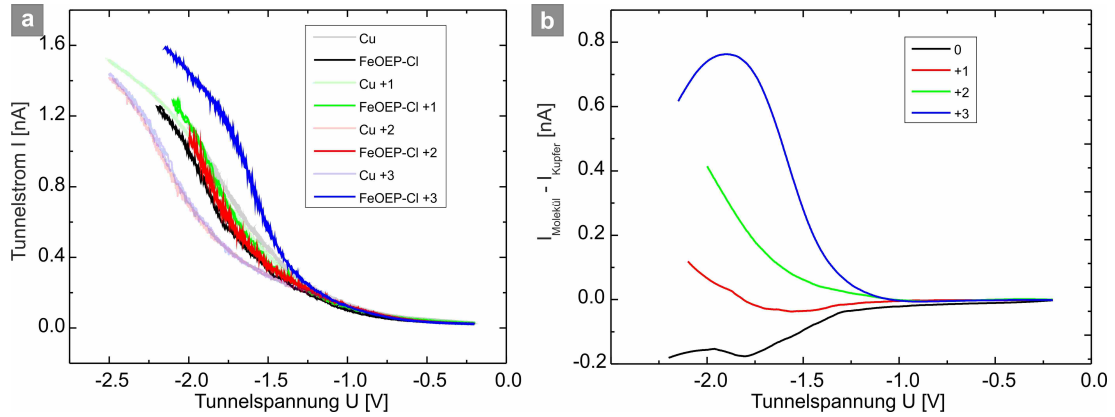 a
1.6
1.2
0.8
0.4
0.0
Tunnelstrom I [nA]
-2.5 -2.0 -1.5 -1.0 -0.5 0.0
Tunnelspannung U [V]
Cu
FeOEP-Cl
Cu +1
FeOEP-Cl +1
Cu +2
FeOEP-Cl +2
Cu +3
FeOEP-Cl +3
b
0.8
0.6
0.4
0.2
0.0
-0.2
I Molekül - I Kupfer [nA]
-2.0 -1.5 -1.0 -0.5 0.0
Tunnelspannung U [V]
0
+1
+2
+3